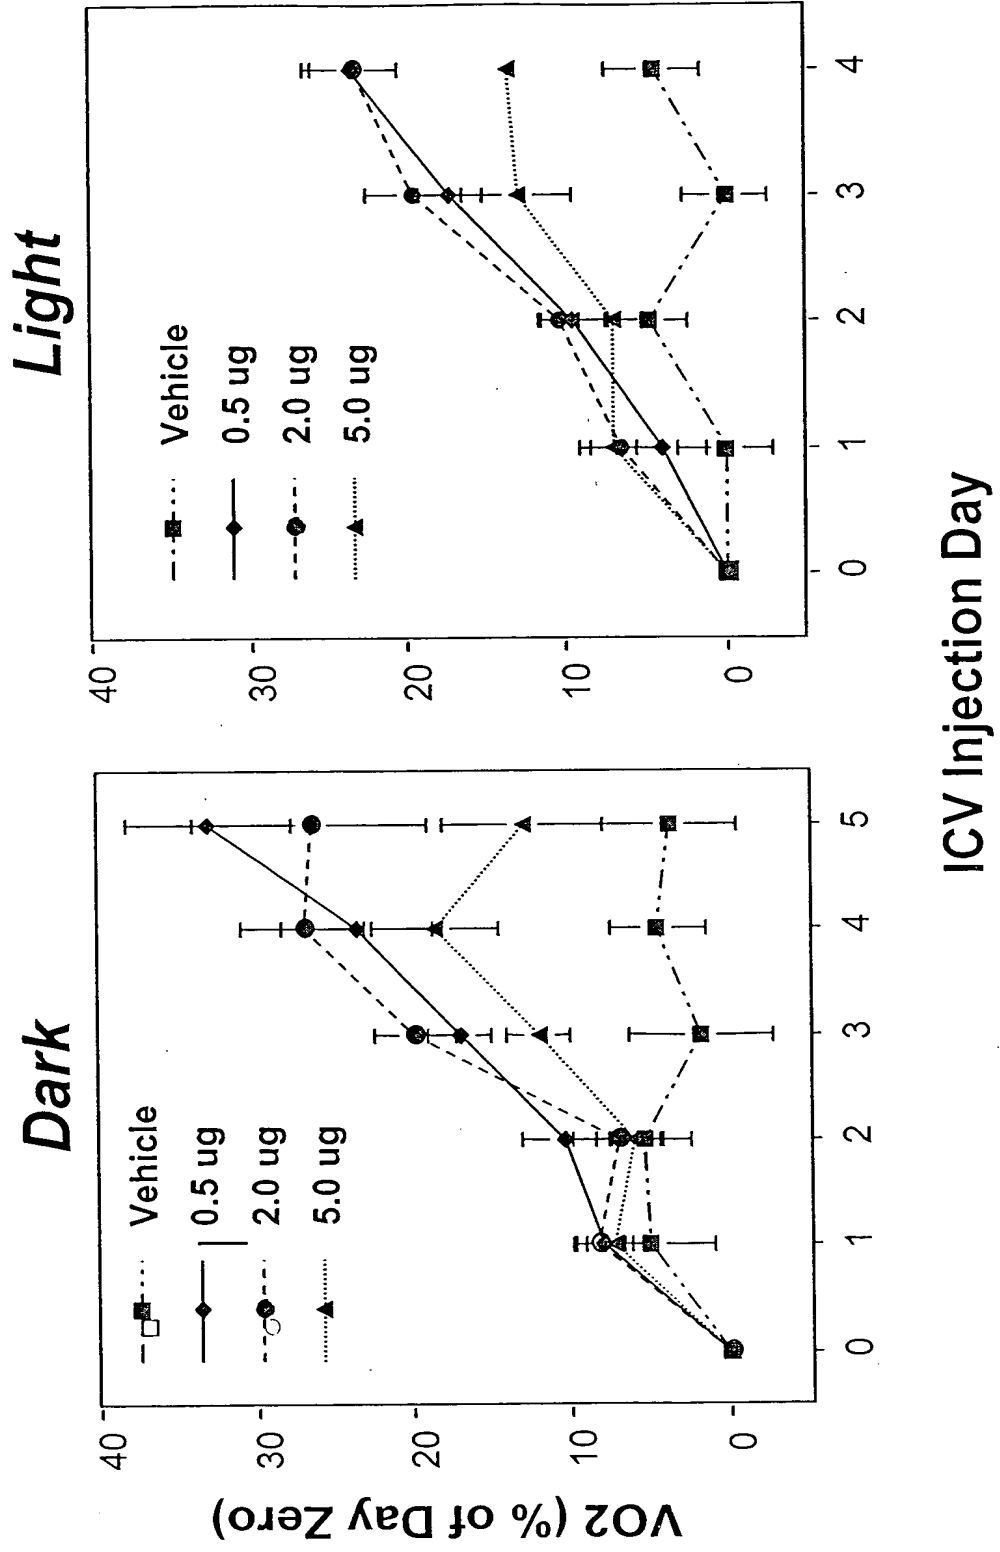 Dark
Vehicle
0.5 ug
2.0 ug
5.0 ug
VO2 (% of Day Zero)
40
30
20
10
0
0 1 2 3 4 5
Light
Vehicle
0.5 ug
2.0 ug
5.0 ug
40
30
20
10
0
0 1 2 3 4
ICV Injection Day